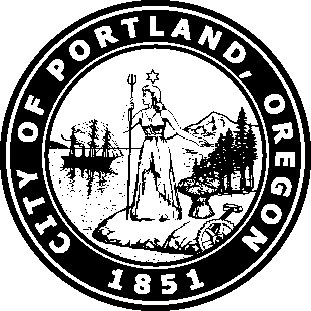 CITY OF PORTLAND, OREGON
1851